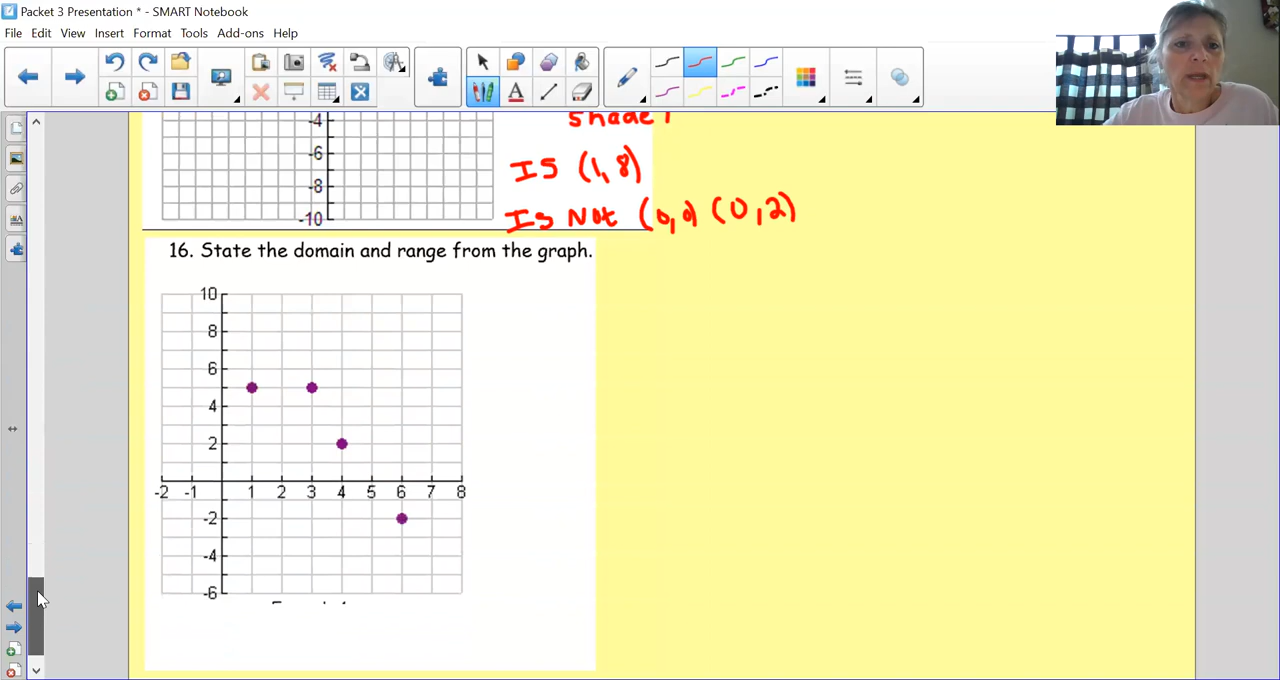 Packet 3 Presentation * - SMART Notebook
File Edit View Insert Format Tools Add-ons Help
-4
-6
-8
-10
IS (1, 8)
Is Not (0,0) (0,2)
16. State the domain and range from the graph.
10
8
6
4
2
-2 -1 1 2 3 4 5 6 7 8
-2
-4
-6